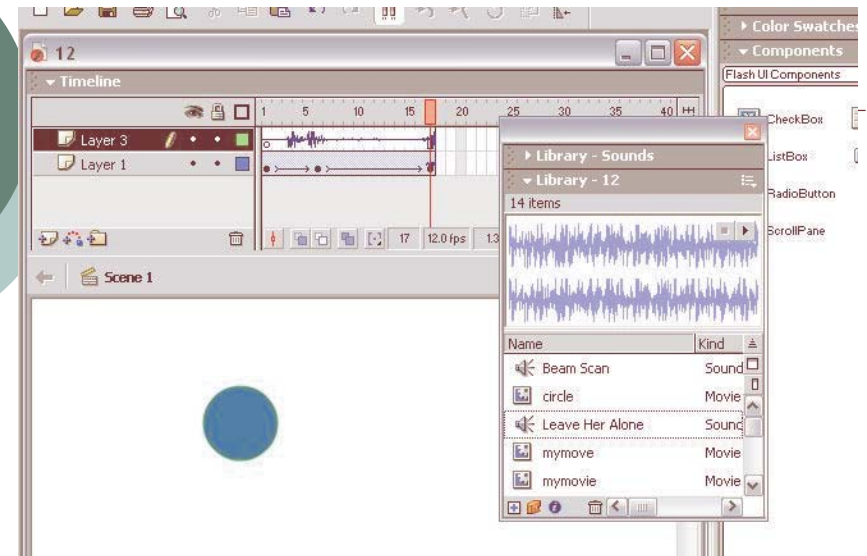 12
Timeline
1 5 10 15 20 25 30 35 40
Layer 3
Layer 1
17 12.0 fps 1.3
Scene 1
Library - Sounds
Library - 12
14 items
Name Kind
Beam Scan Sound
circle Movie
Leave Her Alone Sound
mymove Movie
mymovie Movie
Color Swatches
Components
Flash UI Components
CheckBox
ListBox
RadioButton
ScrollPane